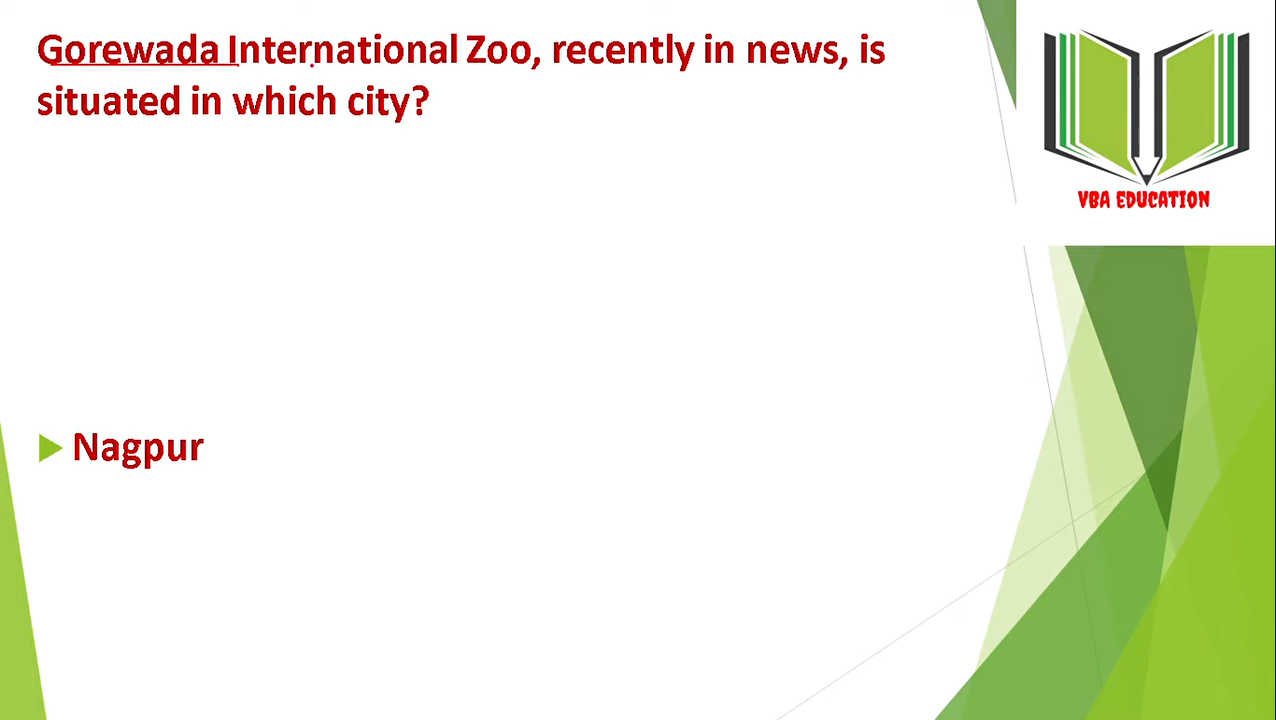 Gorewada International Zoo, recently in news, is
situated in which city?
VBA EDUCATION
Nagpur